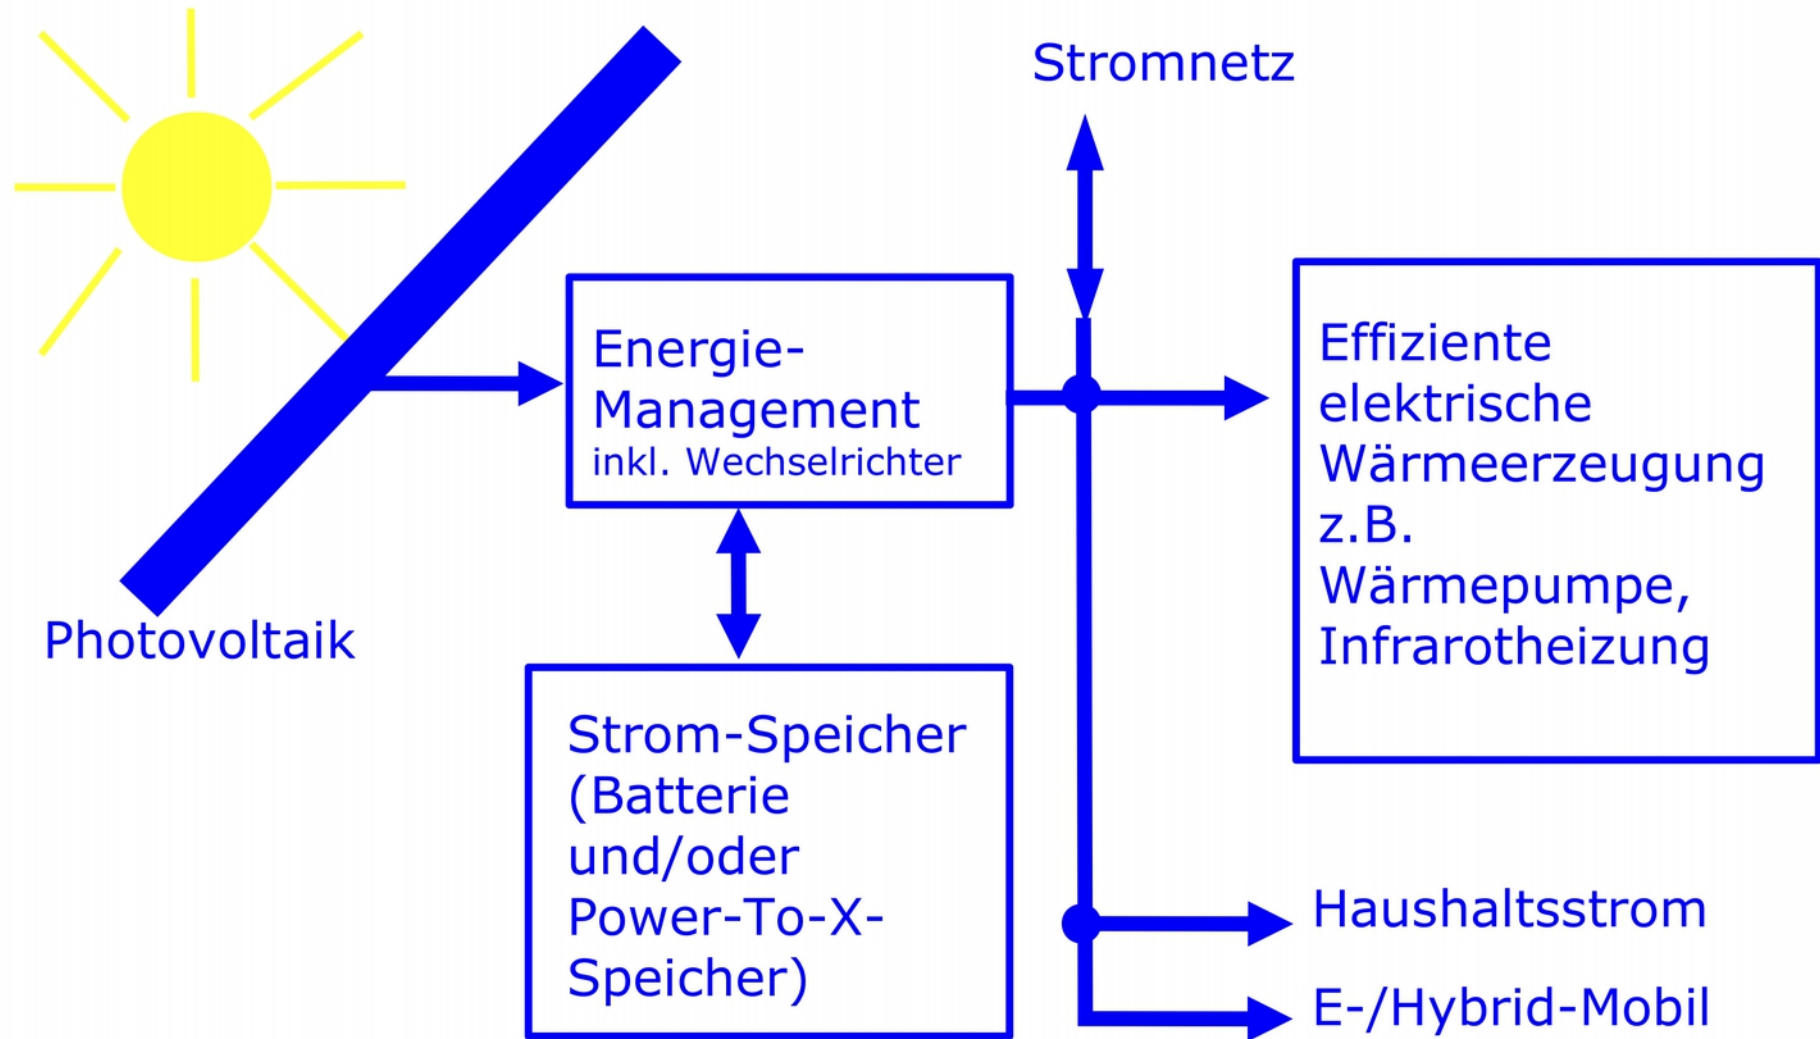 Stromnetz
Energie-
Management
inkl. Wechselrichter
Effiziente
elektrische
Wärmeerzeugung
z.B.
Wärmepumpe,
Infrarotheizung
Photovoltaik
Strom-Speicher
(Batterie
und/oder
Power-To-X-
Speicher)
Haushaltsstrom
E-/Hybrid-Mobil